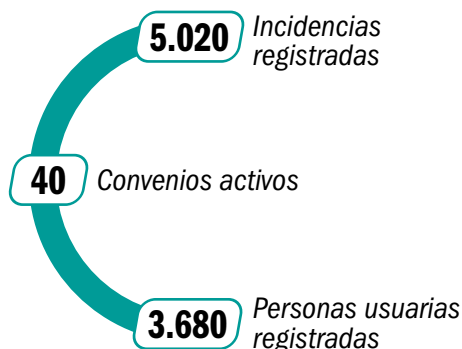 5.020
Incidencias
registradas
40
Convenios activos
3.680
Personas usuarias
registradas